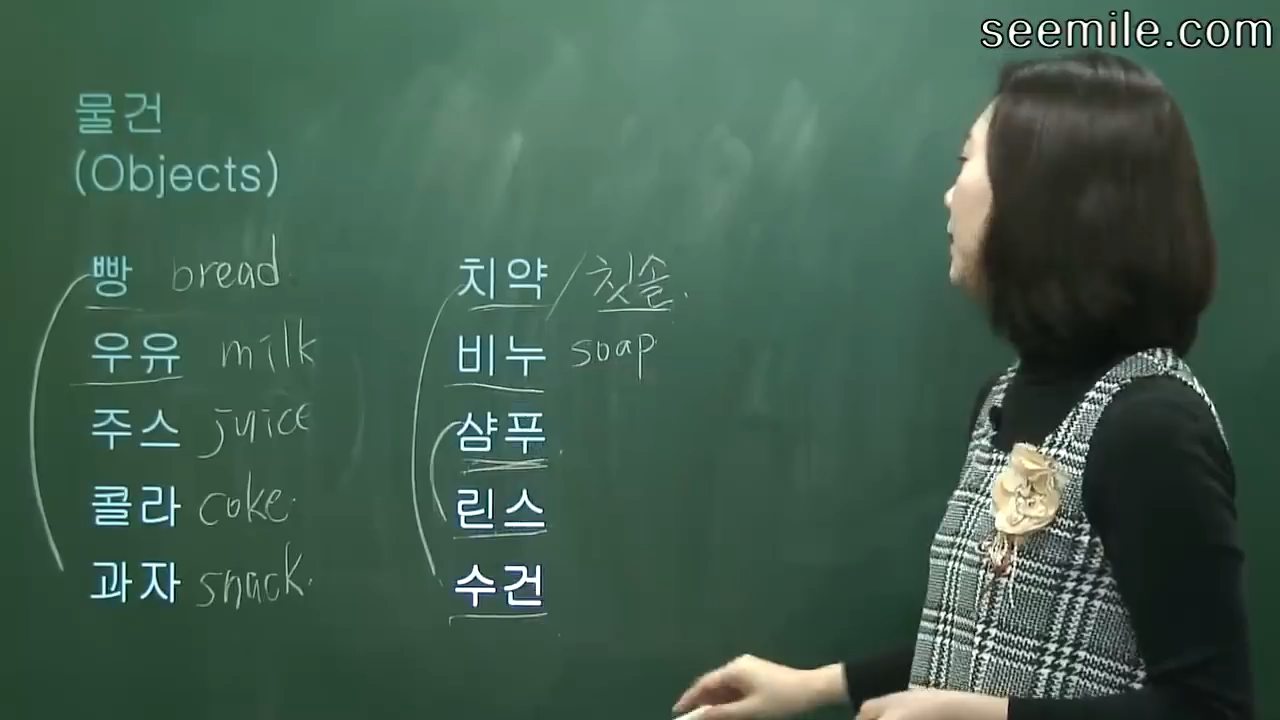 seemile.com
물건
(Objects)
빵 bread
우유 milk
주스 juice
콜라 coke
과자 snack
치약 / 칫솔
비누 soap
샴푸
린스
수건